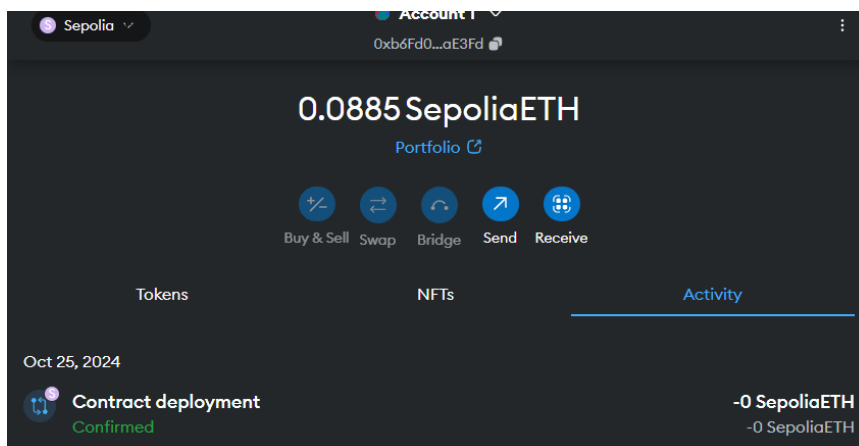 S Sepolia
Account 1
0xb6Fd0...aE3Fd
0.0885 SepoliaETH
Portfolio
Buy & Sell Swap Bridge Send Receive
Tokens NFTs Activity
Oct 25, 2024
S
Contract deployment -0 SepoliaETH
Confirmed -0 SepoliaETH